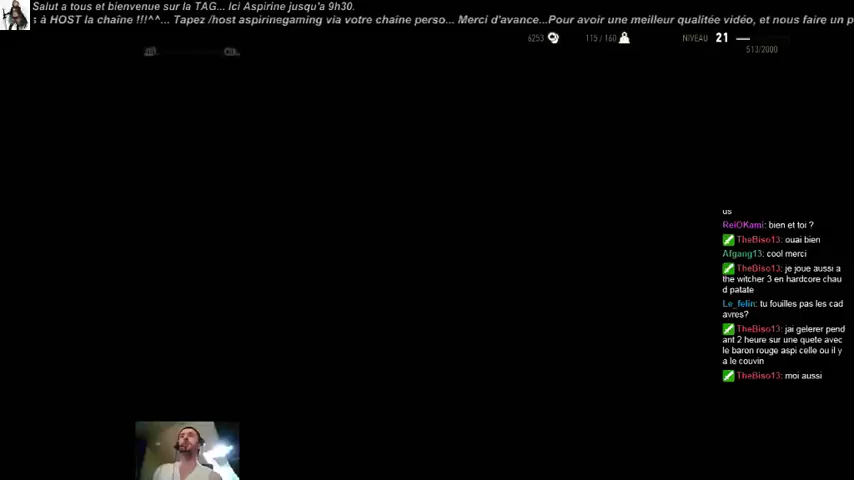 Salut a tous et bienvenue sur la TAG... Ici Aspirine jusqu'a 9h30.
s à HOST la chaîne !!!^^... Tapez /host aspirinegaming via votre chaîne perso... Merci d'avance...Pour avoir une meilleur qualitée vidéo, et nous faire un p
6253 115 / 160 NIVEAU 21
513/2000
us
ReiOKami: bien et toi ?
TheBiso13: ouai bien
Afgang13: cool merci
TheBiso13: je joue aussi a
the witcher 3 en hardcore chau
d patate
Le_felin: tu fouilles pas les cad
avres?
TheBiso13: jai gelerer pend
ant 2 heure sur une quete avec
le baron rouge aspi celle ou il y
a le couvin
TheBiso13: moi aussi